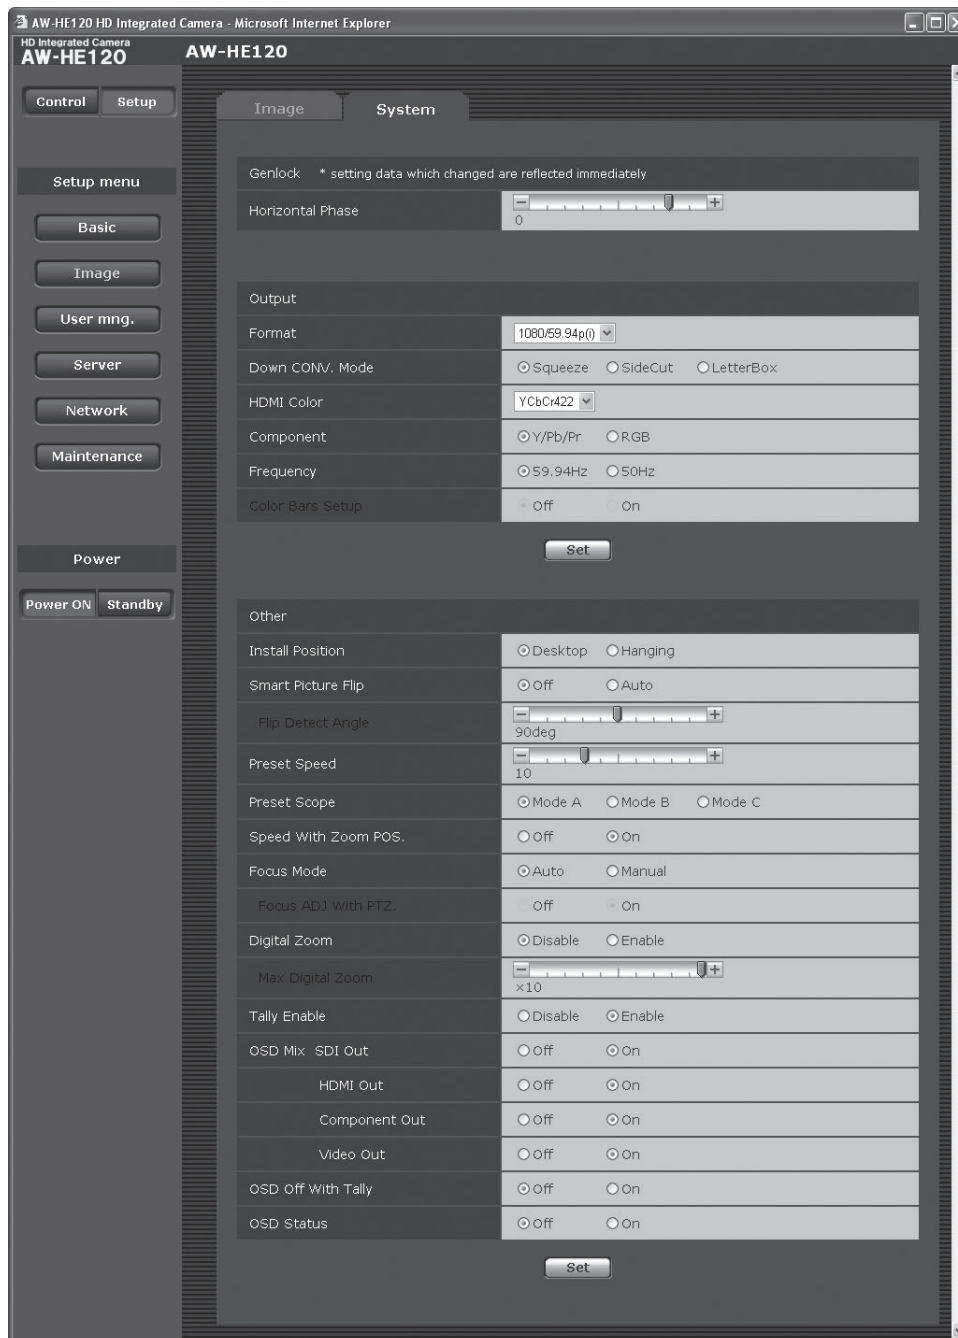 AW-HE120 HD Integrated Camera - Microsoft Internet Explorer
HD Integrated Camera
AW-HE120
AW-HE120
Control Setup
Image System
Setup menu
Basic
Image
User mng.
Server
Network
Maintenance
Power
Power ON Standby
Genlock * setting data which changed are reflected immediately
Horizontal Phase - +
0
Output
Format 1080/59.94p(i)
Down CONV. Mode Squeeze SideCut LetterBox
HDMI Color YCbCr422
Component Y/Pb/Pr RGB
Frequency 59.94Hz 50Hz
Color Bars Setup Off On
Set
Other
Install Position Desktop Hanging
Smart Picture Flip Off Auto
Flip Detect Angle - +
90deg
Preset Speed - +
10
Preset Scope Mode A Mode B Mode C
Speed With Zoom POS. Off On
Focus Mode Auto Manual
Focus ADJ With PTZ. Off On
Digital Zoom Disable Enable
Max Digital Zoom - +
×10
Tally Enable Disable Enable
OSD Mix SDI Out Off On
HDMI Out Off On
Component Out Off On
Video Out Off On
OSD Off With Tally Off On
OSD Status Off On
Set